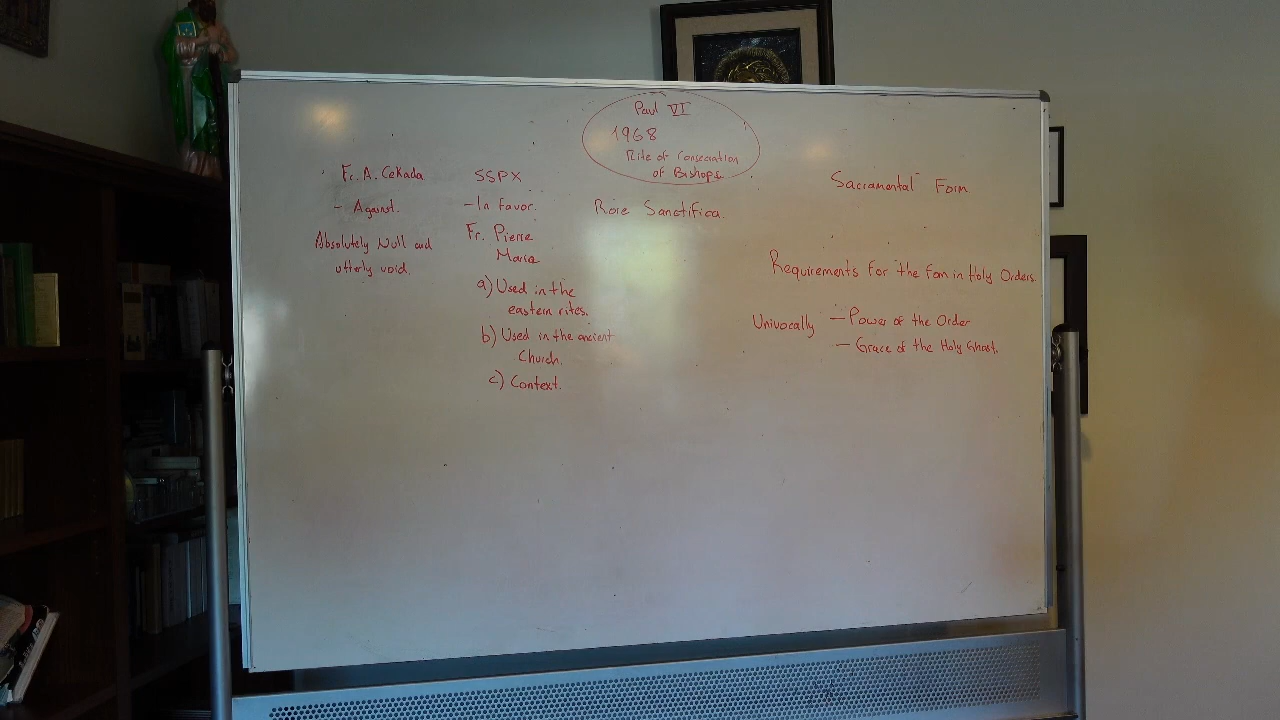 Paul VI
1968
Rite of Consecration
of Bishops
Fr. A. Cekada
- Against.
Absolutely Null and
utterly void.
SSPX
- In favor.
Fr. Pierre
Marie
a) Used in the
eastern rites.
b) Used in the ancient
Church.
c) Context.
Rore Sanctifica.
Sacramental Form
Requirements for the Form in Holy Orders.
Univocally - Power of the Order
- Grace of the Holy Ghost.